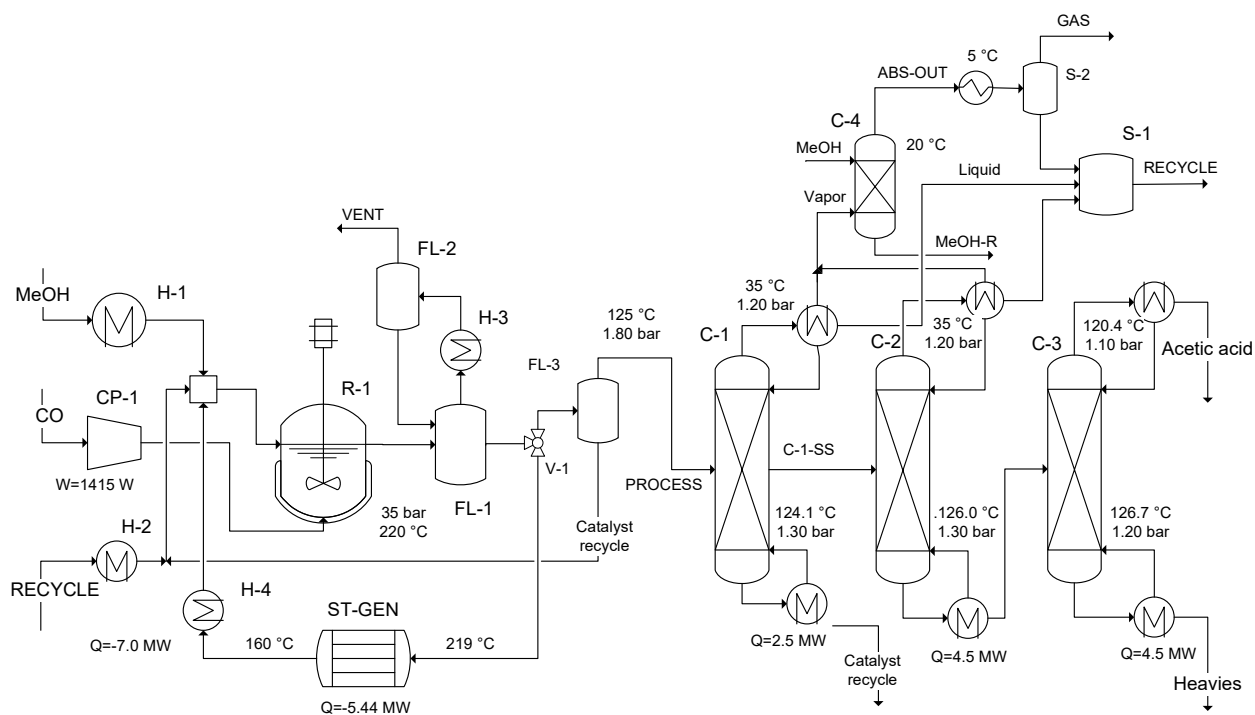 GAS
5 °C
ABS-OUT
S-2
C-4
MeOH
20 °C
S-1
Liquid
RECYCLE
Vapor
VENT
MeOH-R
FL-2
MeOH
H-1
35 °C
1.20 bar
125 °C
1.80 bar
H-3
C-1
C-2
35 °C
1.20 bar
C-3
120.4 °C
1.10 bar
Acetic acid
FL-3
CO
CP-1
R-1
V-1
C-1-SS
W=1415 W
FL-1
PROCESS
35 bar
220 °C
124.1 °C
1.30 bar
.126.0 °C
1.30 bar
126.7 °C
1.20 bar
H-2
Catalyst
recycle
RECYCLE
H-4
ST-GEN
Q=-7.0 MW
160 °C
219 °C
Q=2.5 MW
Q=4.5 MW
Q=4.5 MW
Catalyst
recycle
Heavies
Q=-5.44 MW